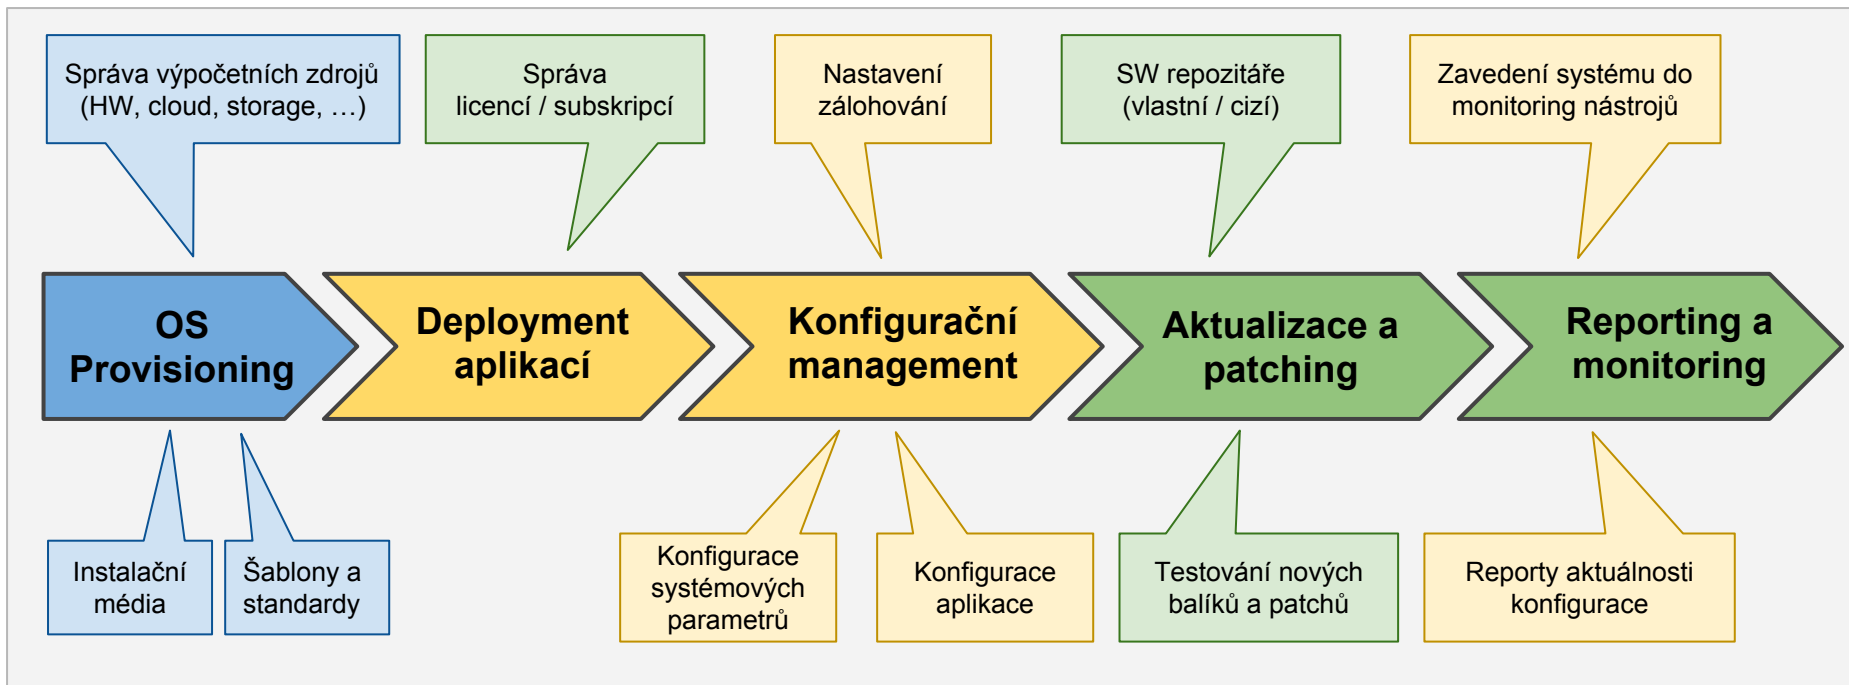 Správa výpočetních zdrojů
(HW, cloud, storage, …)
Správa
licencí / subskripcí
Nastavení
zálohování
SW repozitáře
(vlastní / cizí)
Zavedení systému do
monitoring nástrojů
OS
Provisioning
Deployment
aplikací
Konfigurační
management
Aktualizace a
patching
Reporting a
monitoring
Instalační
média
Šablony a
standardy
Konfigurace
systémových
parametrů
Konfigurace
aplikace
Testování nových
balíků a patchů
Reporty aktuálnosti
konfigurace